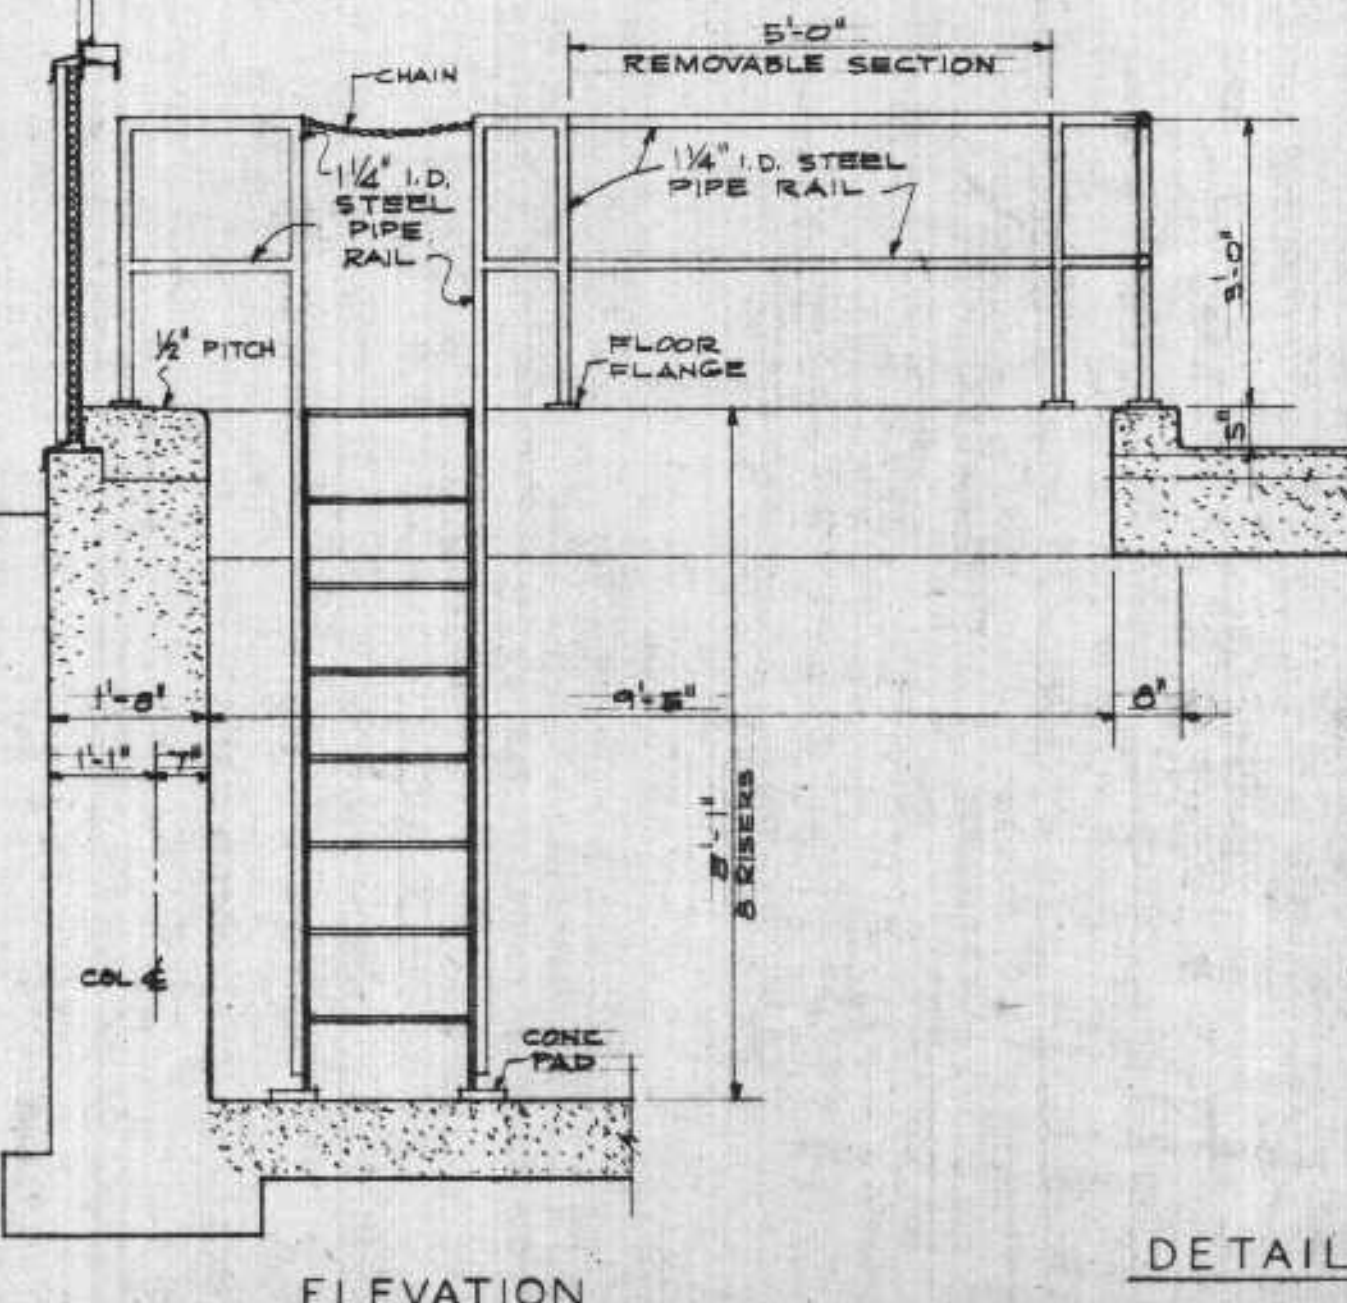 5'-0"
REMOVABLE SECTION
CHAIN
1¼" I.D.
STEEL
PIPE
RAIL
1¼" I.D. STEEL
PIPE RAIL
3'-0"
½" PITCH
FLOOR
FLANGE
5"
1'-8"
9'-5"
8"
1'-1"
7"
8'-1"
8 RISERS
COL ℄
CONC
PAD
DETAIL
ELEVATION